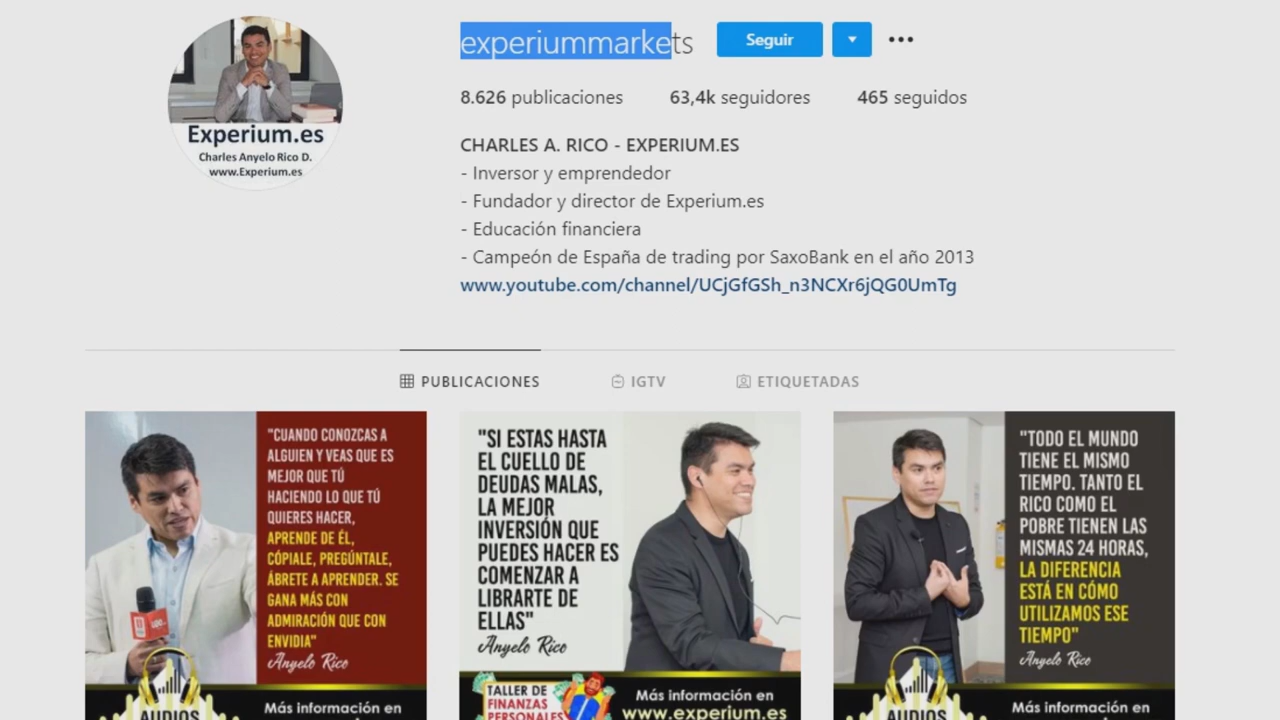 experiummarkets
Seguir
8.626 publicaciones
63,4k seguidores
465 seguidos
CHARLES A. RICO - EXPERIUM.ES
- Inversor y emprendedor
- Fundador y director de Experium.es
- Educación financiera
- Campeón de España de trading por SaxoBank en el año 2013
www.youtube.com/channel/UCjGfGSh_n3NCXr6jQG0UmTg
Experium.es
Charles Anyelo Rico D.
www.Experium.es
PUBLICACIONES
IGTV
ETIQUETADAS
"CUANDO CONOZCAS A
ALGUIEN Y VEAS QUE ES
MEJOR QUE TÚ
HACIENDO LO QUE TÚ
QUIERES HACER,
APRENDE DE ÉL,
CÓPIALE, PREGÚNTALE,
ÁBRETE A APRENDER. SE
GANA MÁS CON
ADMIRACIÓN QUE CON
ENVIDIA"
Anyelo Rico
AUDIOS
Más información en
"SI ESTAS HASTA
EL CUELLO DE
DEUDAS MALAS,
LA MEJOR
INVERSIÓN QUE
PUEDES HACER ES
COMENZAR A
LIBRARTE DE
ELLAS"
Anyelo Rico
TALLER DE
FINANZAS
PERSONALES
Más información en
www.experium.es
"TODO EL MUNDO
TIENE EL MISMO
TIEMPO. TANTO EL
RICO COMO EL
POBRE TIENEN LAS
MISMAS 24 HORAS,
LA DIFERENCIA
ESTÁ EN CÓMO
UTILIZAMOS ESE
TIEMPO"
Anyelo Rico
AUDIOS
Más información en